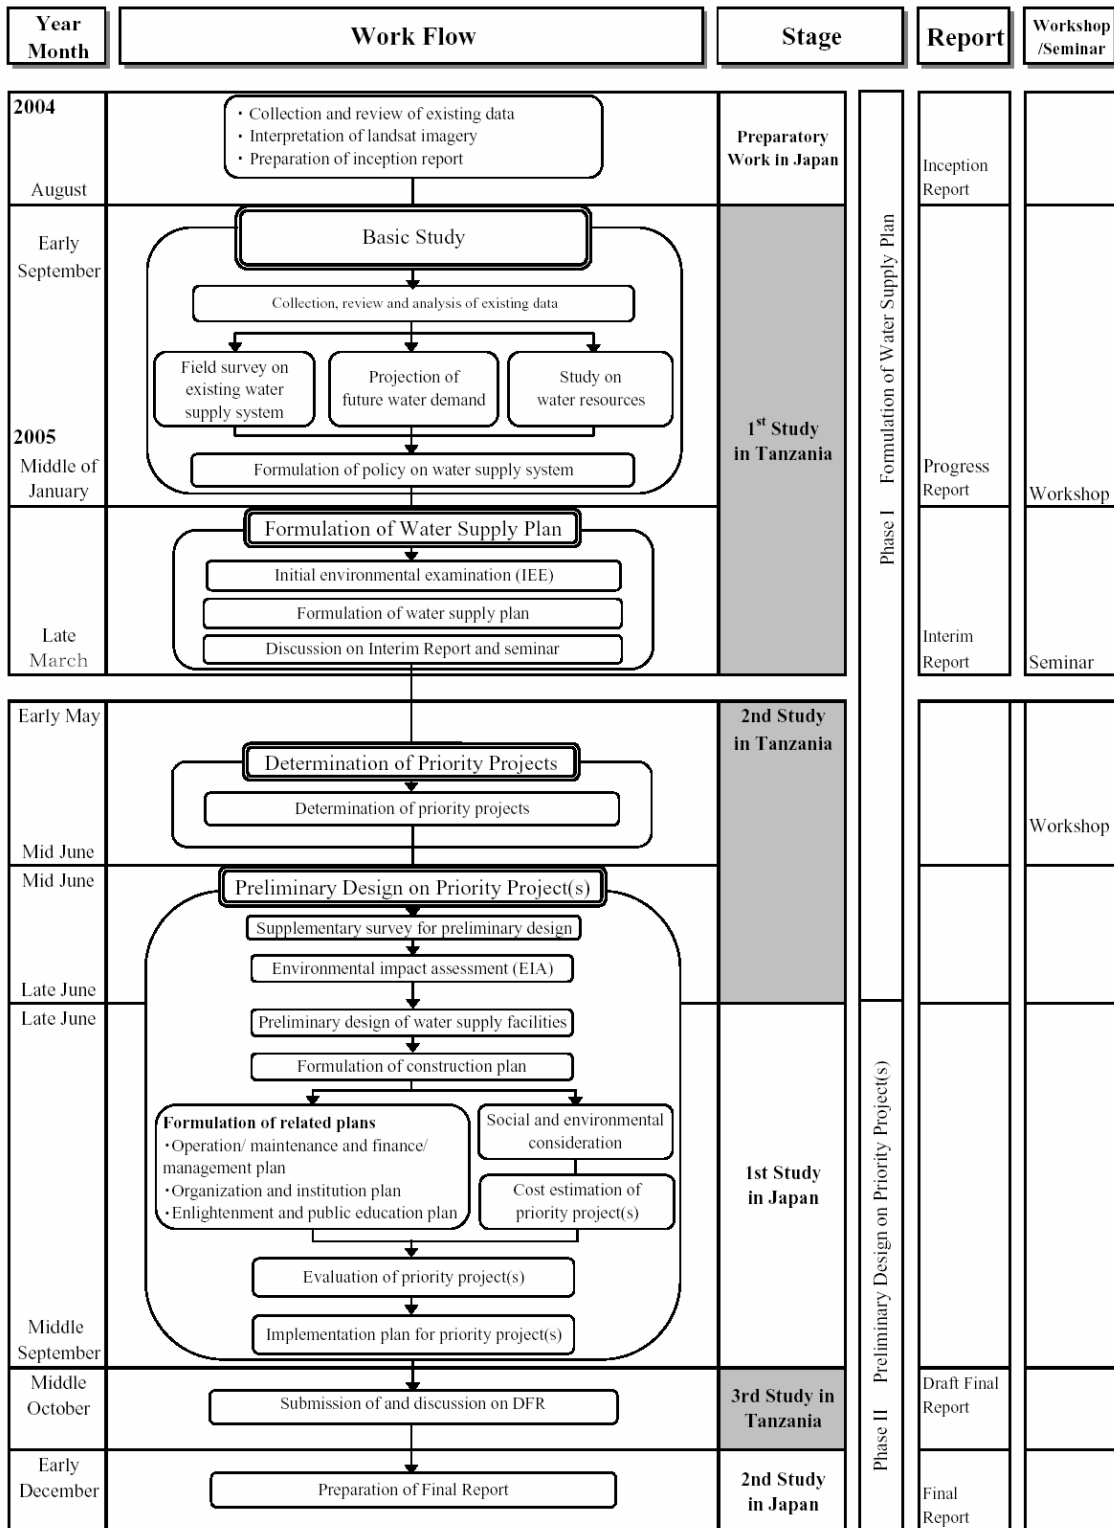 Year
Month
Work Flow
Stage
Report
Workshop
/Seminar
2004
August
・Collection and review of existing data
・Interpretation of landsat imagery
・Preparation of inception report
Preparatory
Work in Japan
Inception
Report
Early
September
Basic Study
Collection, review and analysis of existing data
Field survey on
existing water
supply system
Projection of
future water demand
Study on
water resources
2005
Middle of
January
Formulation of policy on water supply system
1st Study
in Tanzania
Progress
Report
Workshop
Formulation of Water Supply Plan
Initial environmental examination (IEE)
Formulation of water supply plan
Discussion on Interim Report and seminar
Late
March
Interim
Report
Seminar
Phase I Formulation of Water Supply Plan
Early May
2nd Study
in Tanzania
Determination of Priority Projects
Determination of priority projects
Workshop
Mid June
Mid June
Preliminary Design on Priority Project(s)
Supplementary survey for preliminary design
Environmental impact assessment (EIA)
Late June
Late June
Preliminary design of water supply facilities
Formulation of construction plan
Formulation of related plans
・Operation/ maintenance and finance/
management plan
・Organization and institution plan
・Enlightenment and public education plan
Social and environmental
consideration
Cost estimation of
priority project(s)
1st Study
in Japan
Evaluation of priority project(s)
Implementation plan for priority project(s)
Middle
September
Phase II Preliminary Design on Priority Project(s)
Middle
October
Submission of and discussion on DFR
3rd Study in
Tanzania
Draft Final
Report
Early
December
Preparation of Final Report
2nd Study
in Japan
Final
Report